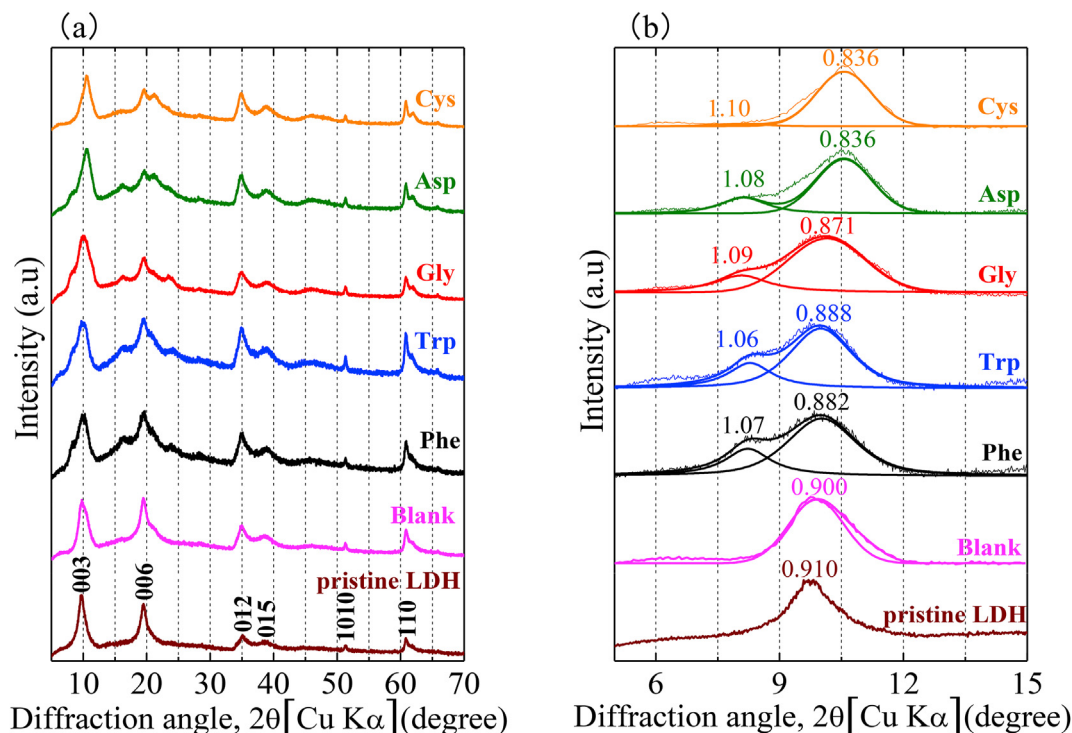 (a)
Cys
Asp
Gly
Trp
Phe
Blank
pristine LDH
003
006
012
015
1010
110
10 20 30 40 50 60 70
Intensity (a.u)
Diffraction angle, 2θ[Cu Kα](degree)
(b)
0.836
1.10
Cys
0.836
1.08
Asp
0.871
1.09
Gly
0.888
1.06
Trp
0.882
1.07
Phe
0.900
Blank
0.910
pristine LDH
6 9 12 15
Intensity (a.u)
Diffraction angle, 2θ[Cu Kα](degree)